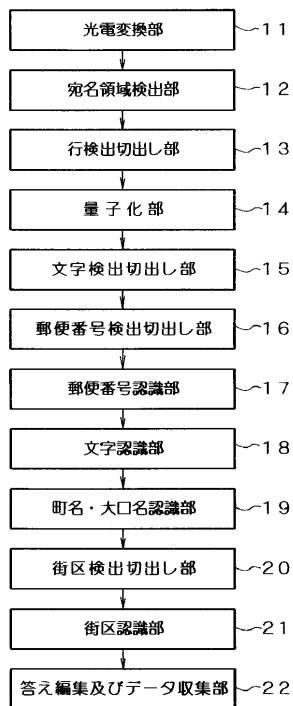 光電変換部 11
宛名領域検出部 12
行検出切出し部 13
量子化部 14
文字検出切出し部 15
郵便番号検出切出し部 16
郵便番号認識部 17
文字認識部 18
町名・大口名認識部 19
街区検出切出し部 20
街区認識部 21
答え編集及びデータ収集部 22